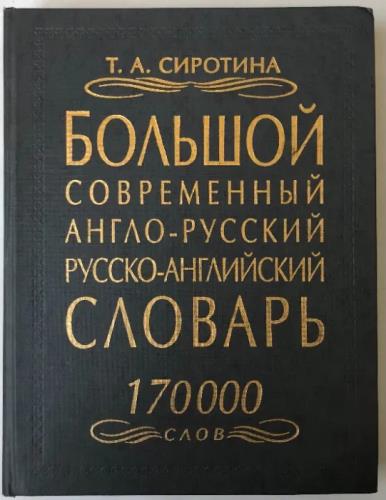 Т. А. СИРОТИНА
БОЛЬШОЙ
СОВРЕМЕННЫЙ
АНГЛО-РУССКИЙ
РУССКО-АНГЛИЙСКИЙ
СЛОВАРЬ
170 000
СЛОВ